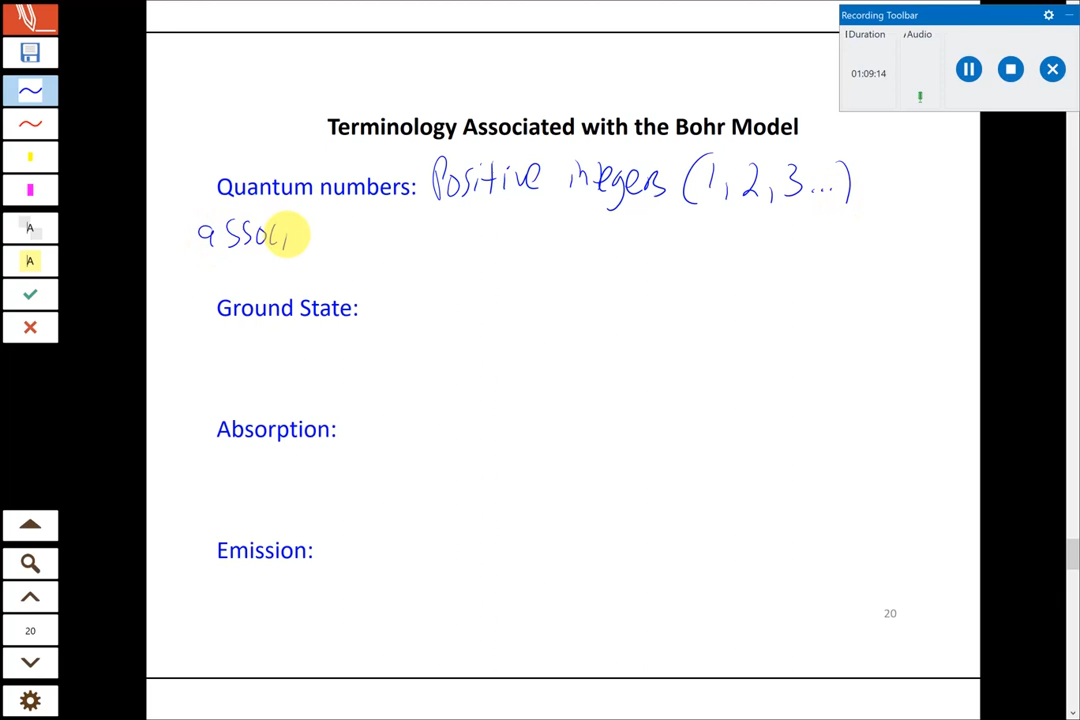 Recording Toolbar
Duration
Audio
01:09:14
Terminology Associated with the Bohr Model
Quantum numbers: Positive integers (1, 2, 3...)
associ
Ground State:
Absorption:
Emission:
20
20